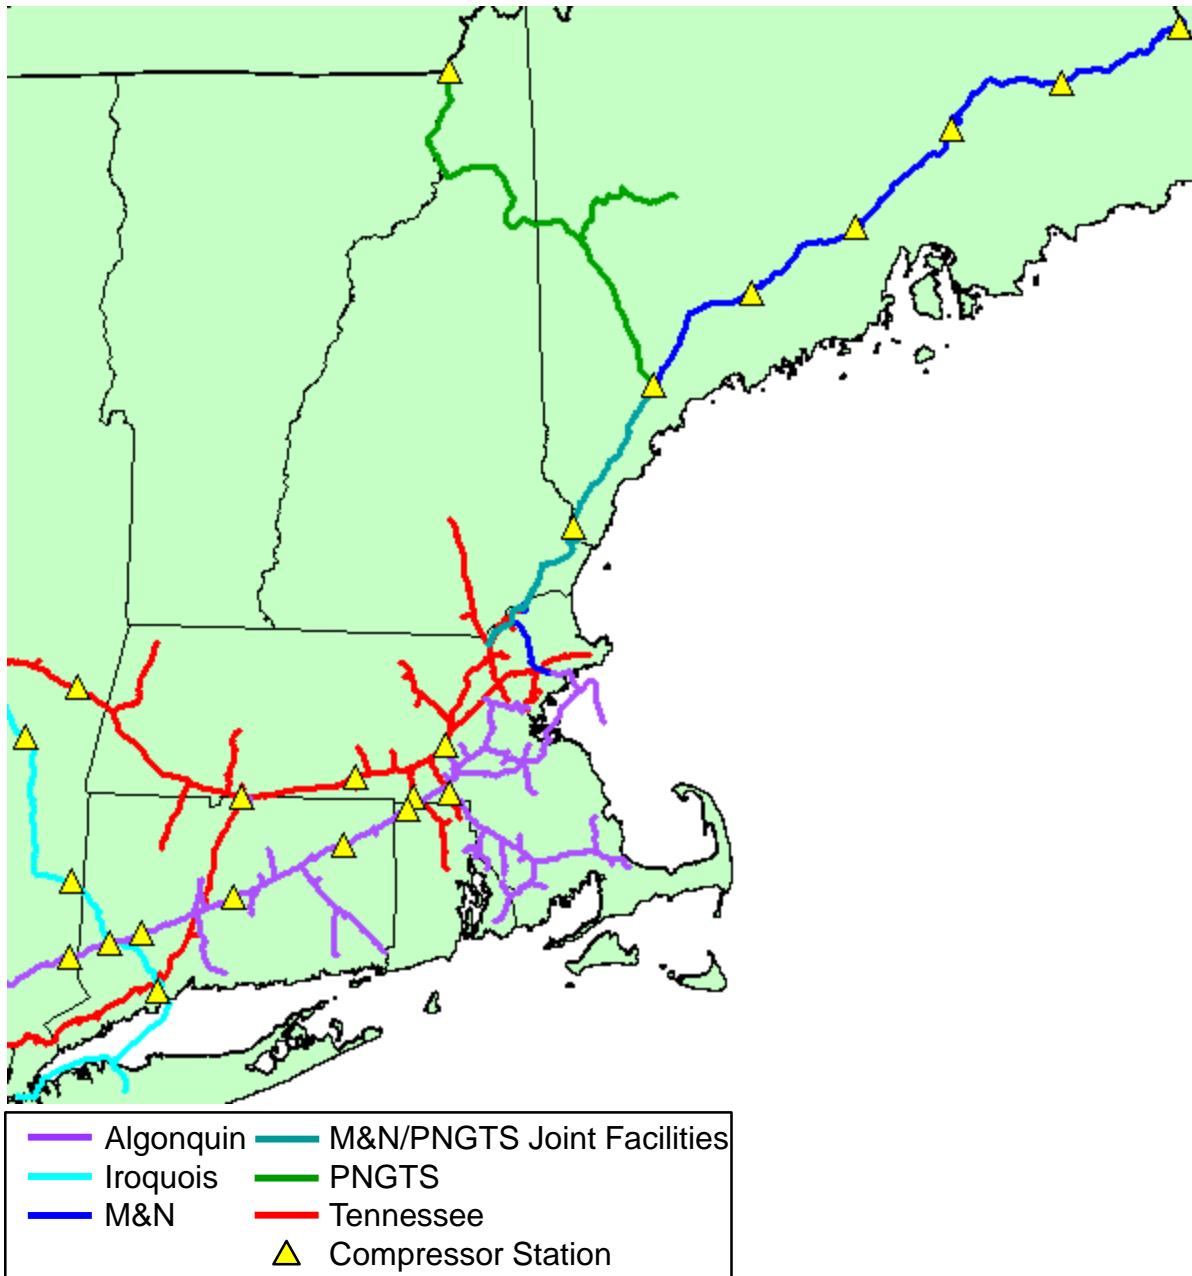 Algonquin
M&N/PNGTS Joint Facilities
Iroquois
PNGTS
M&N
Tennessee
Compressor Station